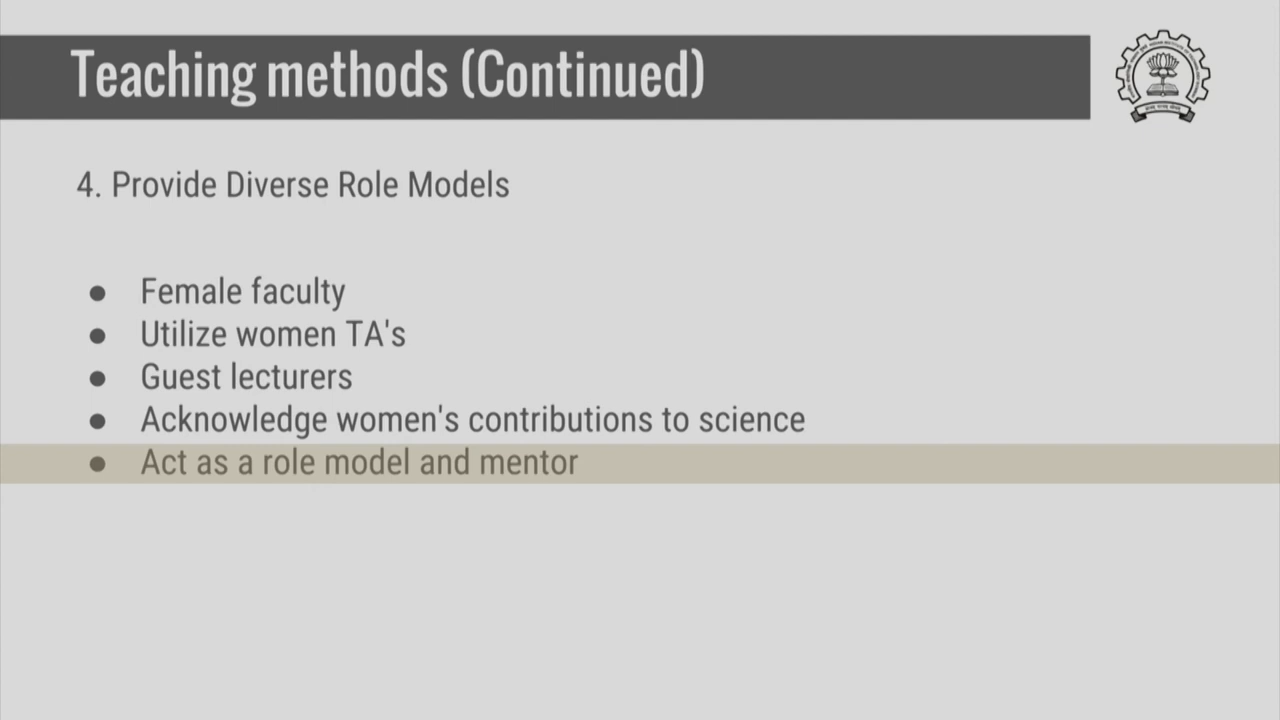 Teaching methods (Continued)
4. Provide Diverse Role Models
● Female faculty
● Utilize women TA's
● Guest lecturers
● Acknowledge women's contributions to science
● Act as a role model and mentor